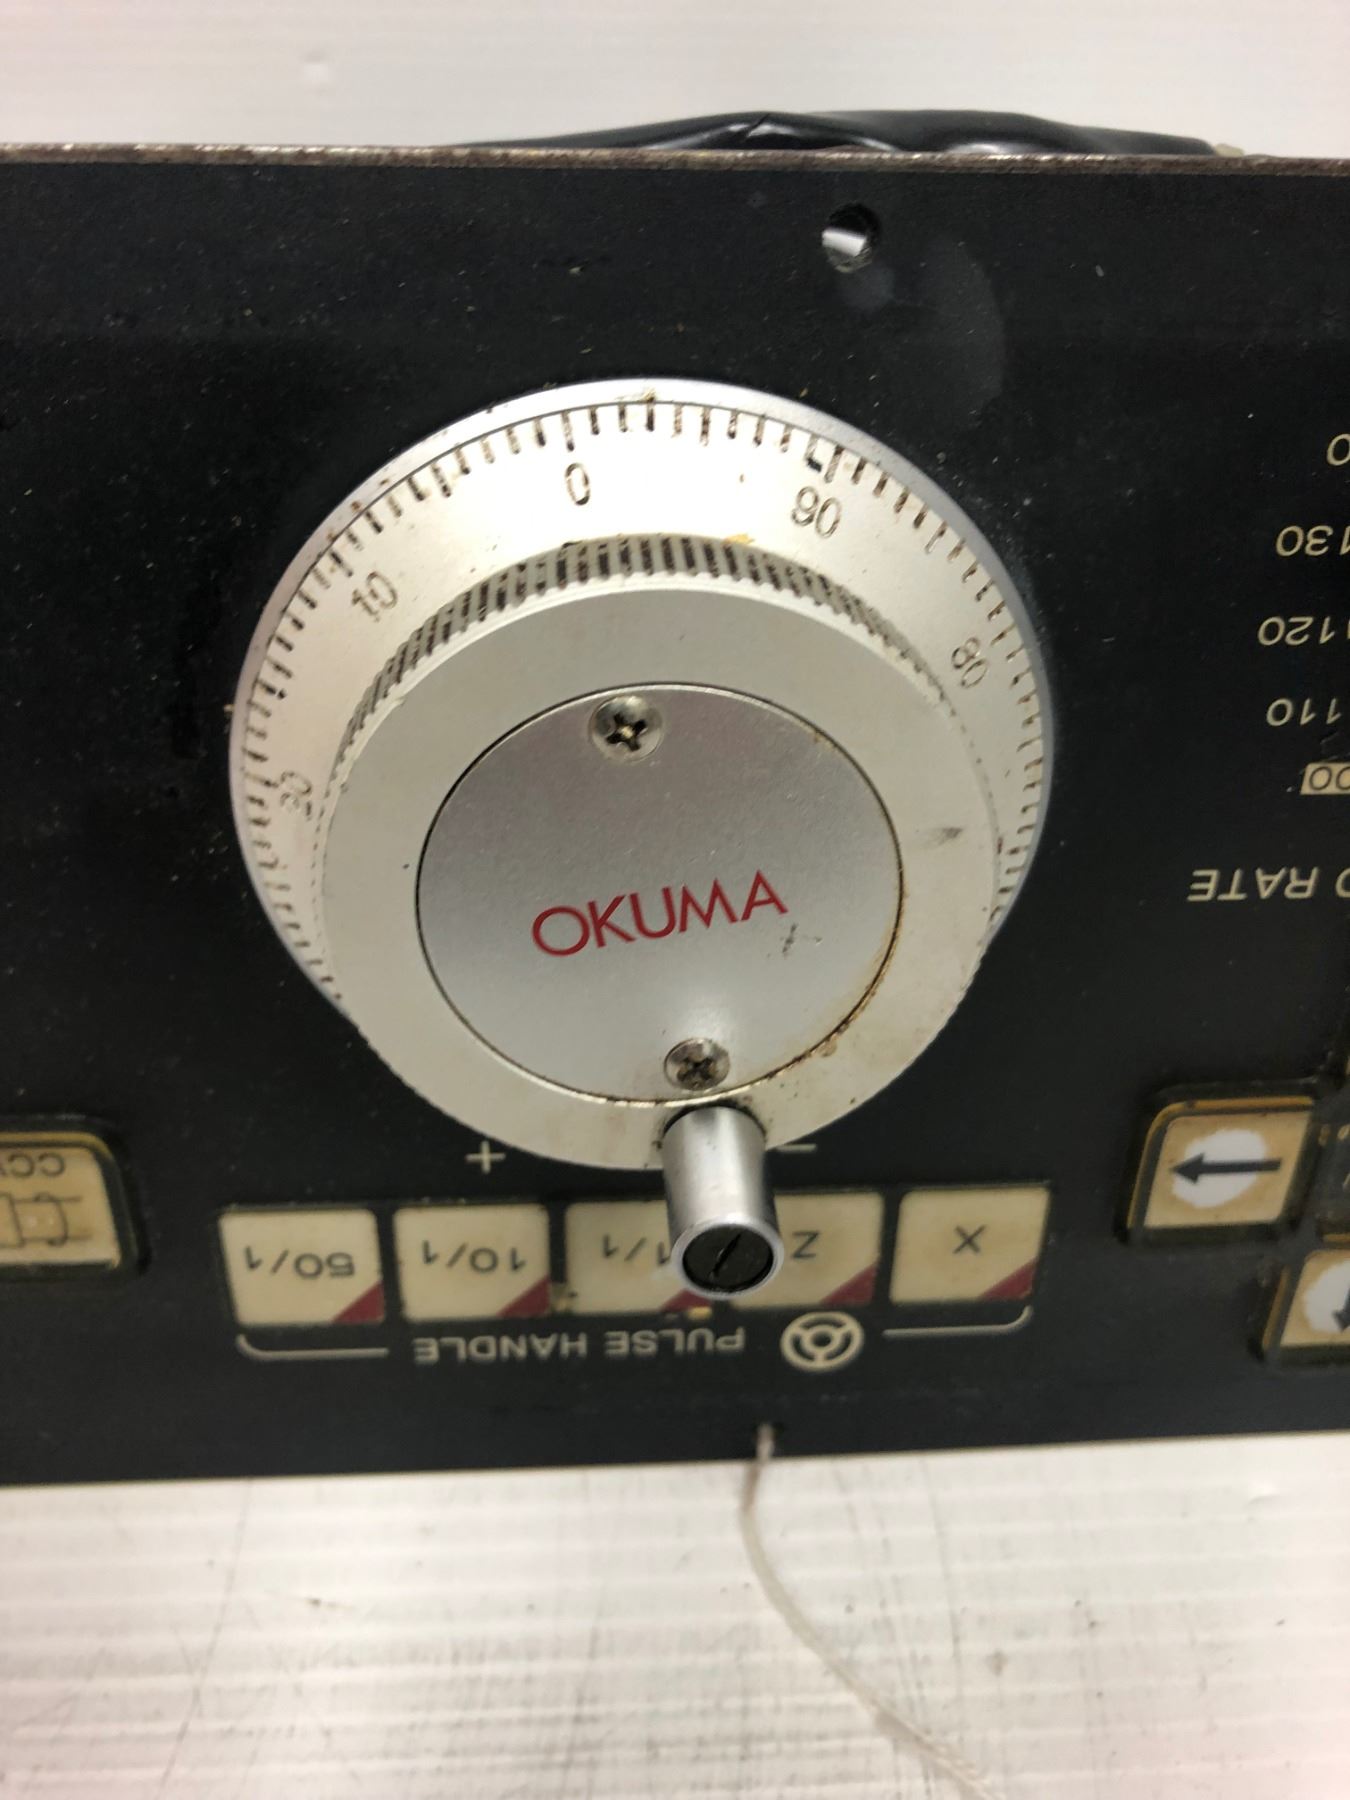 0
90
10
80
20
OKUMA
+
-
PULSE HANDLE
X
Z
1/1
10/1
50/1
130
120
110
RATE